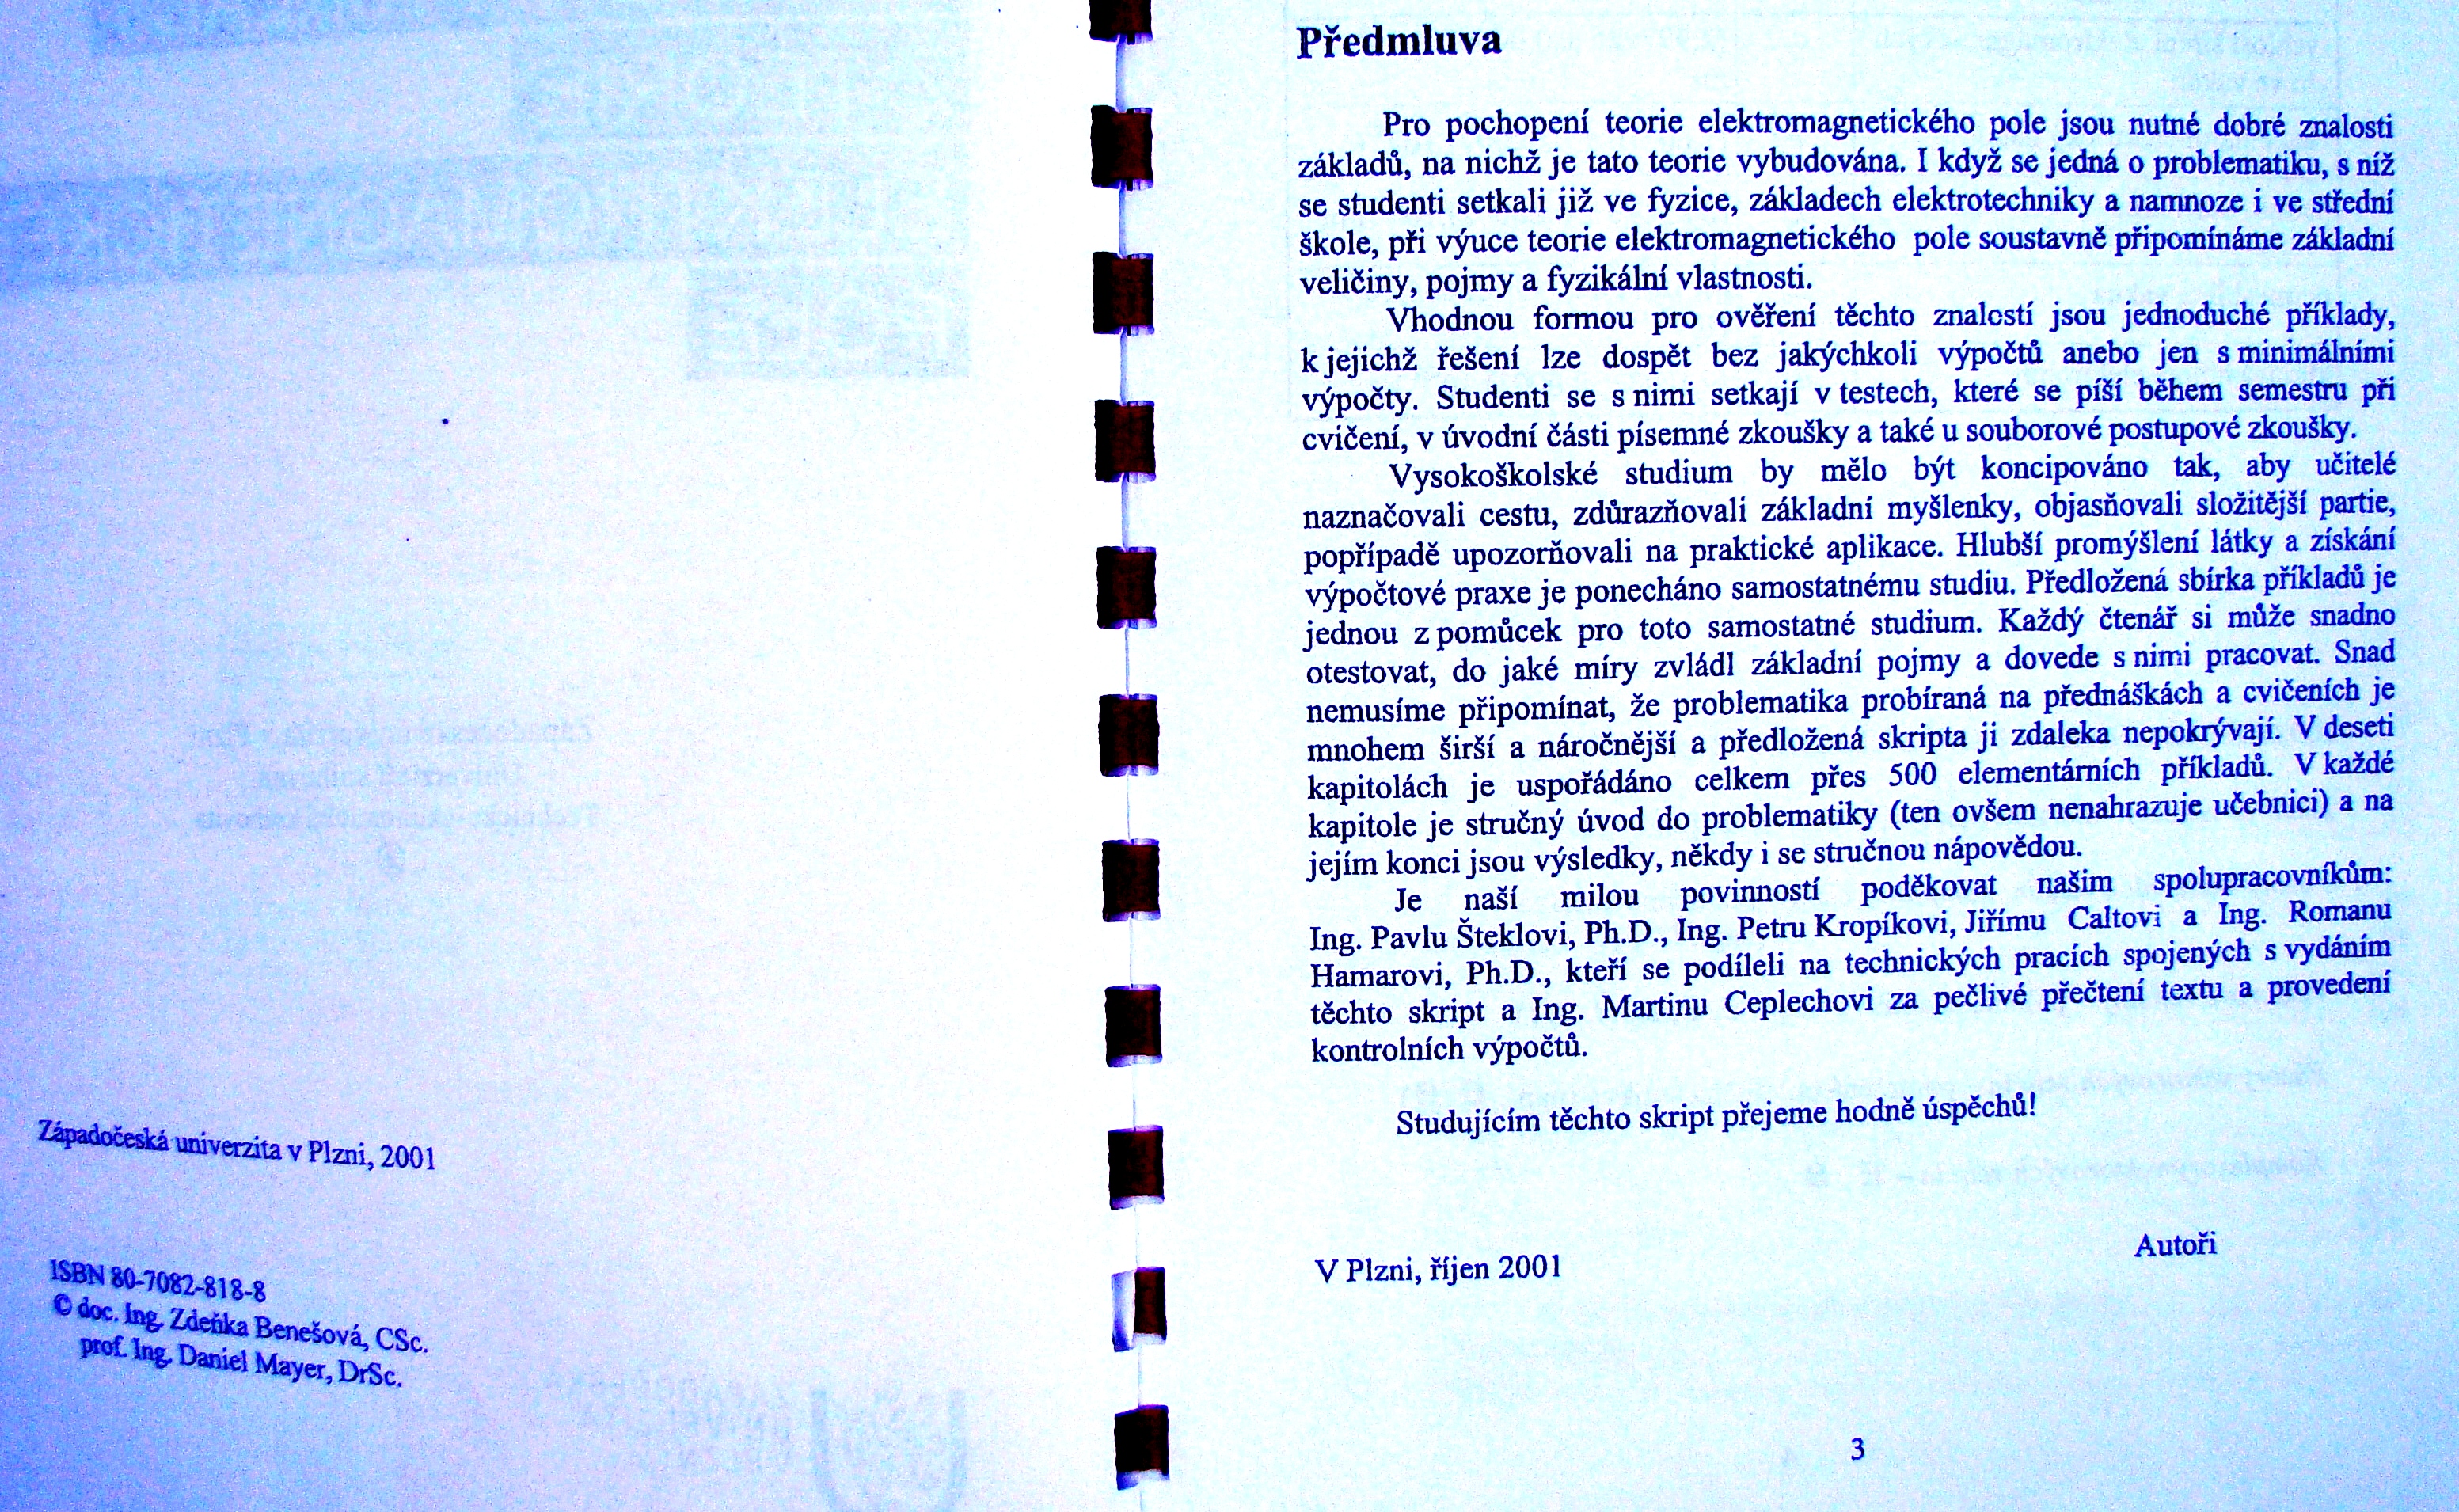 Západočeská univerzita v Plzni, 2001
ISBN 80-7082-818-8
© doc. Ing. Zdeňka Benešová, CSc.
prof. Ing. Daniel Mayer, DrSc.
Předmluva
Pro pochopení teorie elektromagnetického pole jsou nutné dobré znalosti
základů, na nichž je tato teorie vybudována. I když se jedná o problematiku, s níž
se studenti setkali již ve fyzice, základech elektrotechniky a namnoze i ve střední
škole, při výuce teorie elektromagnetického pole soustavně připomínáme základní
veličiny, pojmy a fyzikální vlastnosti.
Vhodnou formou pro ověření těchto znalostí jsou jednoduché příklady,
k jejichž řešení lze dospět bez jakýchkoli výpočtů anebo jen s minimálními
výpočty. Studenti se s nimi setkají v testech, které se píší během semestru při
cvičení, v úvodní části písemné zkoušky a také u souborové postupové zkoušky.
Vysokoškolské studium by mělo být koncipováno tak, aby učitelé
naznačovali cestu, zdůrazňovali základní myšlenky, objasňovali složitější partie,
popřípadě upozorňovali na praktické aplikace. Hlubší promýšlení látky a získání
výpočtové praxe je ponecháno samostatnému studiu. Předložená sbírka příkladů je
jednou z pomůcek pro toto samostatné studium. Každý čtenář si může snadno
otestovat, do jaké míry zvládl základní pojmy a dovede s nimi pracovat. Snad
nemusíme připomínat, že problematika probíraná na přednáškách a cvičeních je
mnohem širší a náročnější a předložená skripta ji zdaleka nepokrývají. V deseti
kapitolách je uspořádáno celkem přes 500 elementárních příkladů. V každé
kapitole je stručný úvod do problematiky (ten ovšem nenahrazuje učebnici) a na
jejím konci jsou výsledky, někdy i se stručnou nápovědou.
Je naší milou povinností poděkovat našim spolupracovníkům:
Ing. Pavlu Šteklovi, Ph.D., Ing. Petru Kropíkovi, Jiřímu Caltovi a Ing. Romanu
Hamarovi, Ph.D., kteří se podíleli na technických pracích spojených s vydáním
těchto skript a Ing. Martinu Ceplechovi za pečlivé přečtení textu a provedení
kontrolních výpočtů.
Studujícím těchto skript přejeme hodně úspěchů!
Autoři
V Plzni, říjen 2001
3